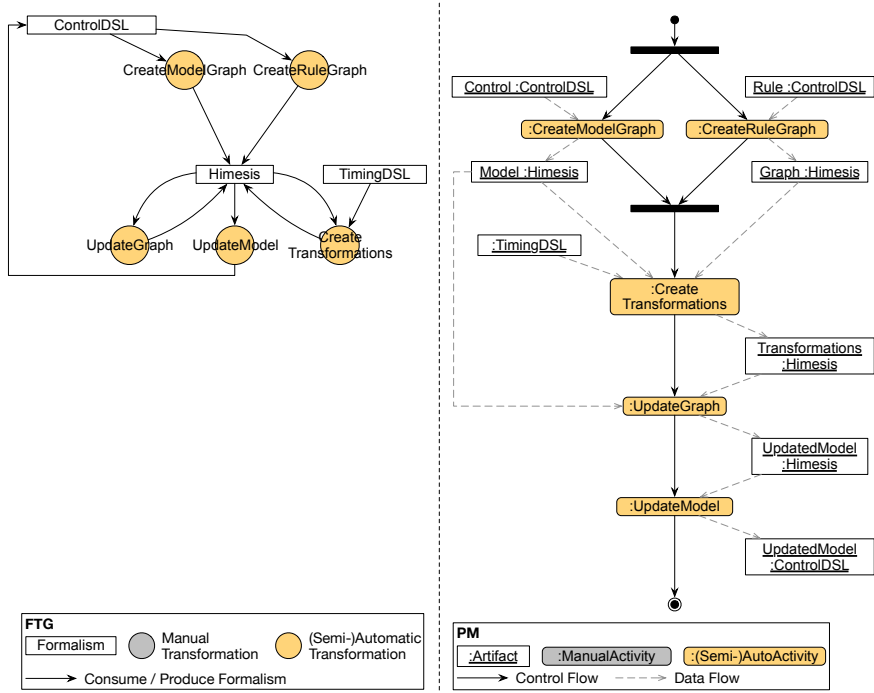 ControlDSL
CreateModelGraph
CreateRuleGraph
Himesis
TimingDSL
UpdateGraph
UpdateModel
Create
Transformations
FTG
Formalism
Manual
Transformation
(Semi-)Automatic
Transformation
Consume / Produce Formalism
Control :ControlDSL
Rule :ControlDSL
:CreateModelGraph
:CreateRuleGraph
Model :Himesis
Graph :Himesis
:TimingDSL
:Create
Transformations
Transformations
:Himesis
:UpdateGraph
UpdatedModel
:Himesis
:UpdateModel
UpdatedModel
:ControlDSL
PM
:Artifact
:ManualActivity
:(Semi-)AutoActivity
Control Flow
Data Flow